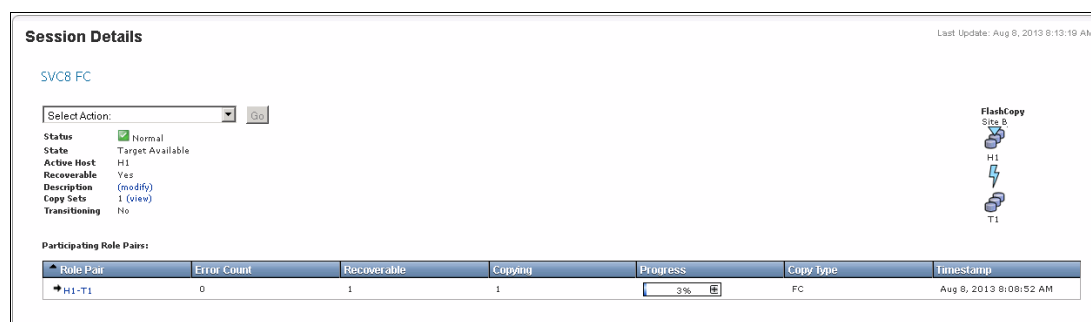 Session Details
Last Update: Aug 8, 2013 8:13:19 AM
SVC8 FC
Select Action: Go
Status Normal
State Target Available
Active Host H1
Recoverable Yes
Description (modify)
Copy Sets 1 (view)
Transitioning No
FlashCopy
Site B
H1
T1
Participating Role Pairs:
Role Pair Error Count Recoverable Copying Progress Copy Type Timestamp
H1-T1 0 1 1 3% FC Aug 8, 2013 8:08:52 AM